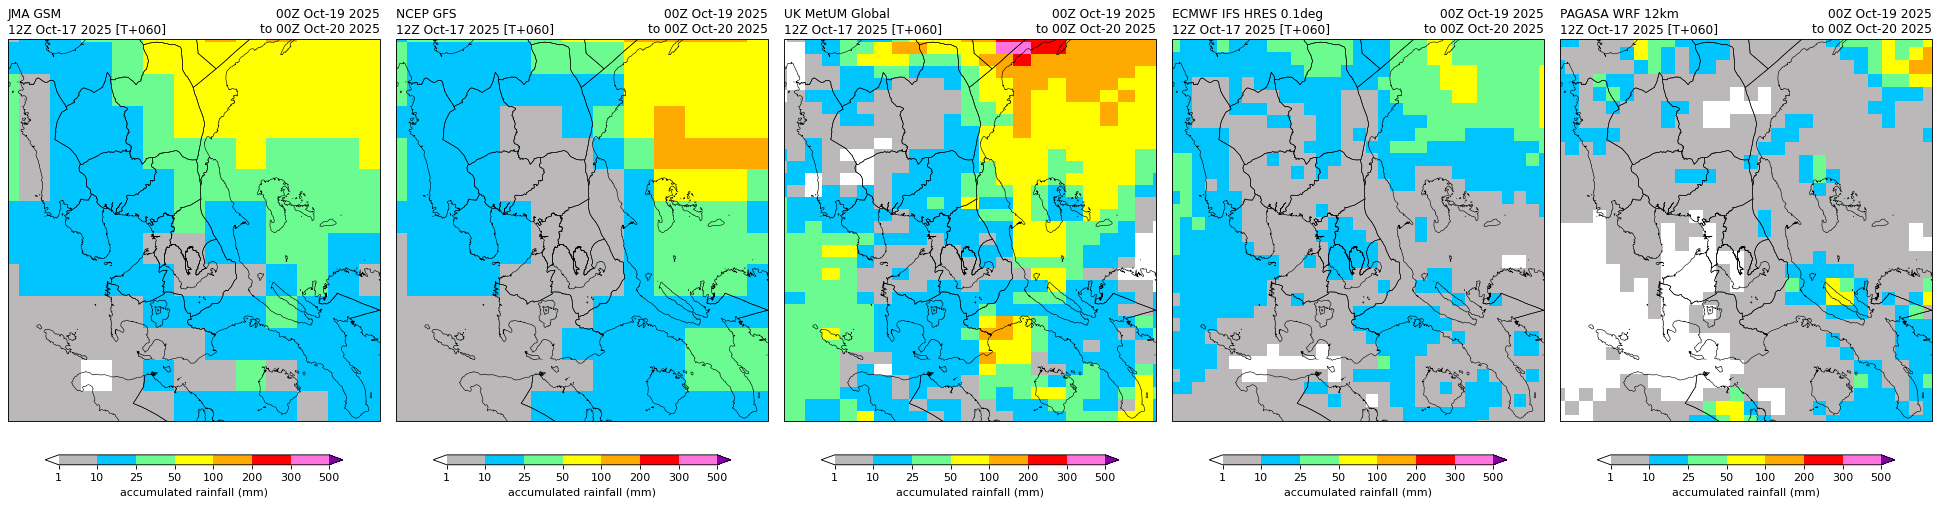 JMA GSM 00Z Oct-19 2025
12Z Oct-17 2025 [T+060] to 00Z Oct-20 2025
1 10 25 50 100 200 300 500
accumulated rainfall (mm)
NCEP GFS 00Z Oct-19 2025
12Z Oct-17 2025 [T+060] to 00Z Oct-20 2025
1 10 25 50 100 200 300 500
accumulated rainfall (mm)
UK MetUM Global 00Z Oct-19 2025
12Z Oct-17 2025 [T+060] to 00Z Oct-20 2025
1 10 25 50 100 200 300 500
accumulated rainfall (mm)
ECMWF IFS HRES 0.1deg 00Z Oct-19 2025
12Z Oct-17 2025 [T+060] to 00Z Oct-20 2025
1 10 25 50 100 200 300 500
accumulated rainfall (mm)
PAGASA WRF 12km 00Z Oct-19 2025
12Z Oct-17 2025 [T+060] to 00Z Oct-20 2025
1 10 25 50 100 200 300 500
accumulated rainfall (mm)